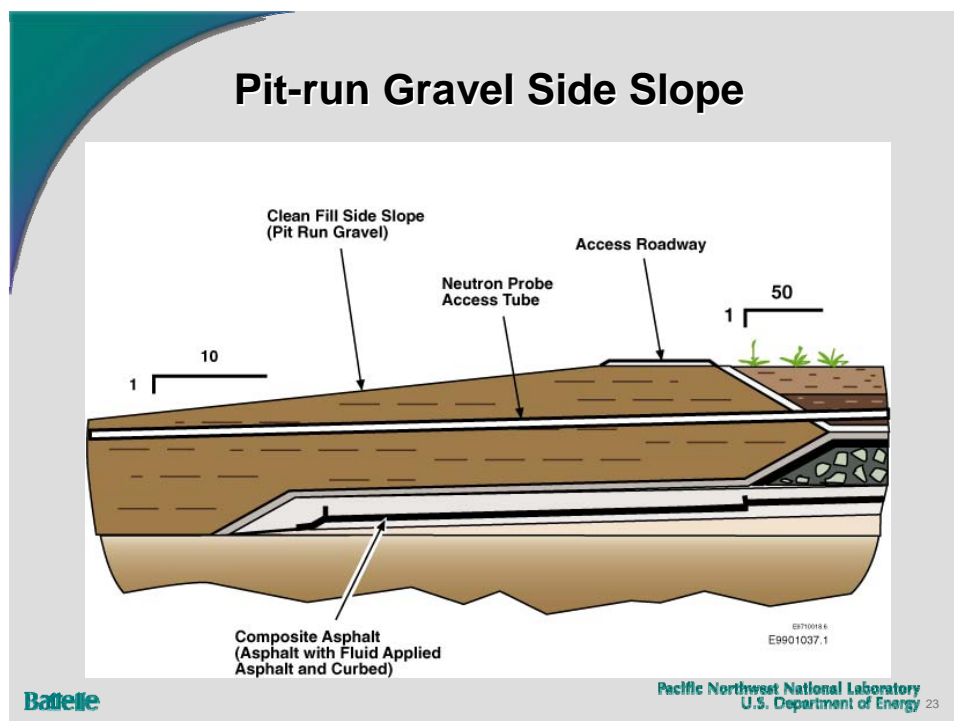 Pit-run Gravel Side Slope
Clean Fill Side Slope
(Pit Run Gravel)
Access Roadway
Neutron Probe
Access Tube
50
1
10
1
Composite Asphalt
(Asphalt with Fluid Applied
Asphalt and Curbed)
E9710018.6
E9901037.1
Battelle
Pacific Northwest National Laboratory
U.S. Department of Energy 23